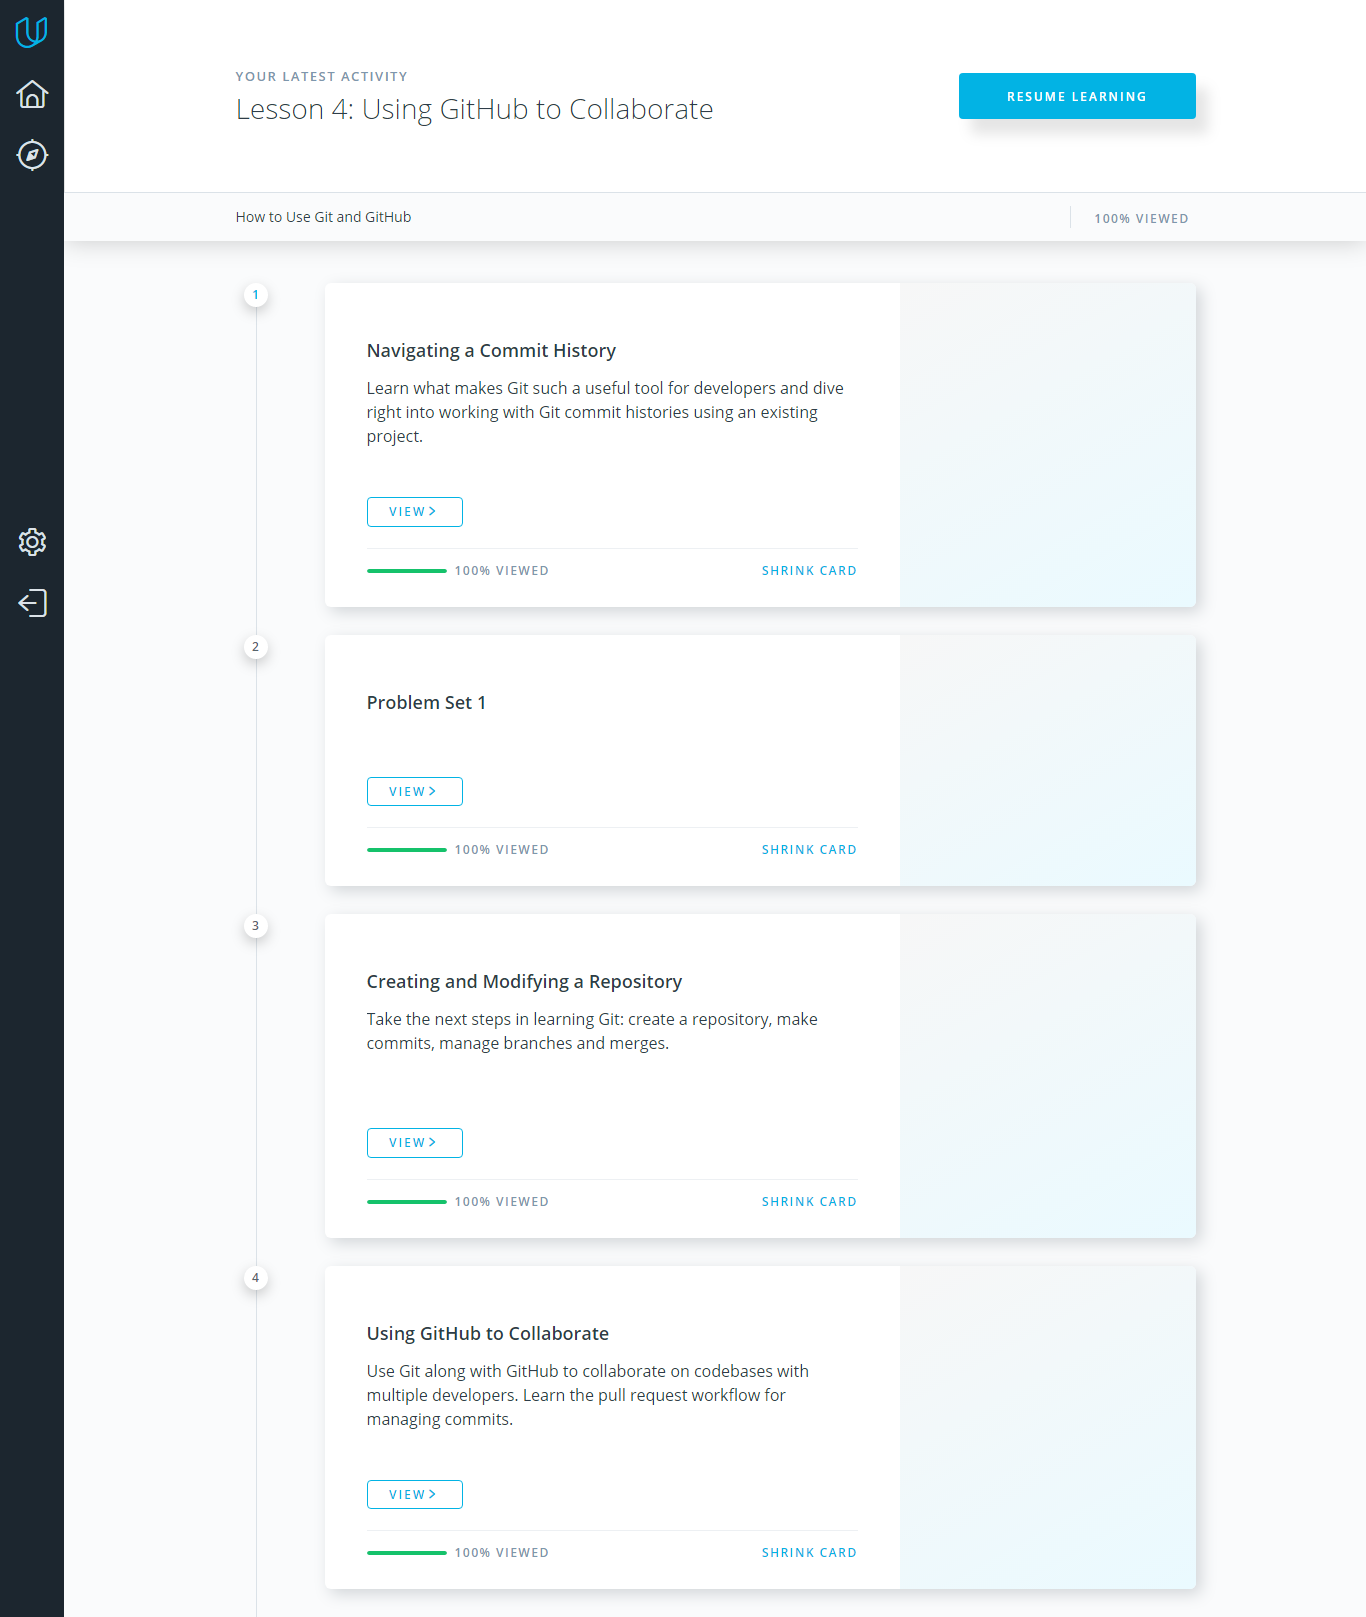 YOUR LATEST ACTIVITY
Lesson 4: Using GitHub to Collaborate
RESUME LEARNING
How to Use Git and GitHub
100% VIEWED
1
Navigating a Commit History
Learn what makes Git such a useful tool for developers and dive
right into working with Git commit histories using an existing
project.
VIEW
100% VIEWED
SHRINK CARD
2
Problem Set 1
VIEW
100% VIEWED
SHRINK CARD
3
Creating and Modifying a Repository
Take the next steps in learning Git: create a repository, make
commits, manage branches and merges.
VIEW
100% VIEWED
SHRINK CARD
4
Using GitHub to Collaborate
Use Git along with GitHub to collaborate on codebases with
multiple developers. Learn the pull request workflow for
managing commits.
VIEW
100% VIEWED
SHRINK CARD